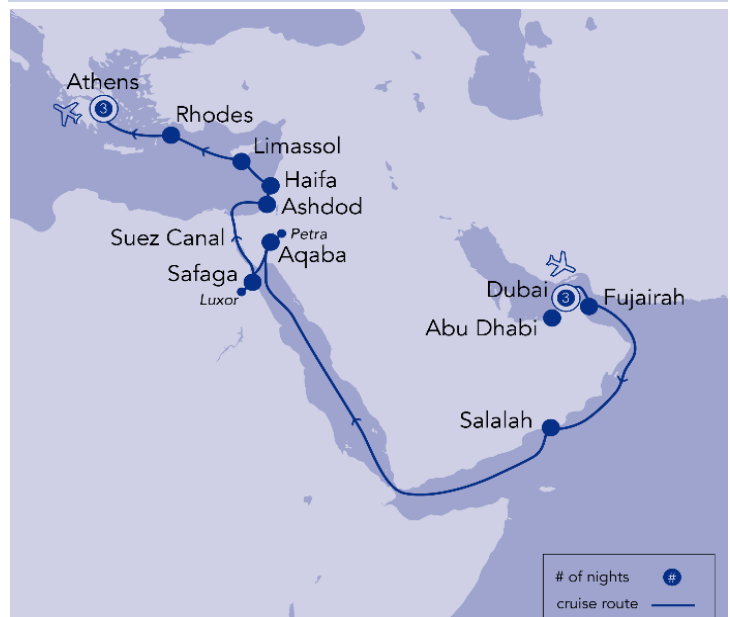 Athens
3
Rhodes
Limassol
Haifa
Ashdod
Suez Canal
Petra
Aqaba
Safaga
Luxor
Dubai
3
Fujairah
Abu Dhabi
Salalah
# of nights #
cruise route